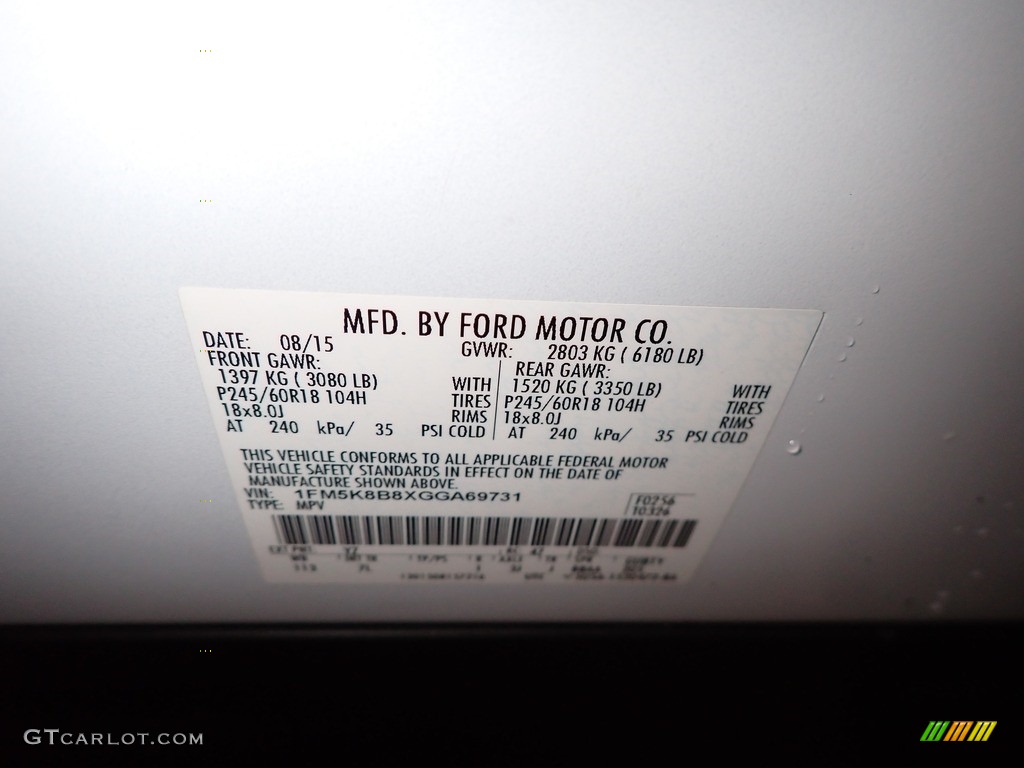 MFD. BY FORD MOTOR CO.
DATE: 08/15 GVWR: 2803 KG ( 6180 LB)
FRONT GAWR: REAR GAWR:
1397 KG ( 3080 LB) WITH 1520 KG ( 3350 LB) WITH
P245/60R18 104H TIRES P245/60R18 104H TIRES
18x8.0J RIMS 18x8.0J RIMS
AT 240 kPa/ 35 PSI COLD AT 240 kPa/ 35 PSI COLD
THIS VEHICLE CONFORMS TO ALL APPLICABLE FEDERAL MOTOR
VEHICLE SAFETY STANDARDS IN EFFECT ON THE DATE OF
MANUFACTURE SHOWN ABOVE.
VIN: 1FM5K8B8XGGA69731 F0256
TYPE: MPV T0326
EXT PNT:
GTCARLOT.COM